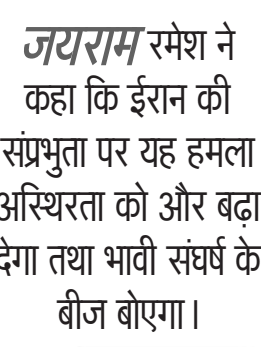 जयराम रमेश ने
कहा कि ईरान की
संप्रभुता पर यह हमला
अस्थिरता को और बढ़ा
देगा तथा भावी संघर्ष के
बीज बोएगा।